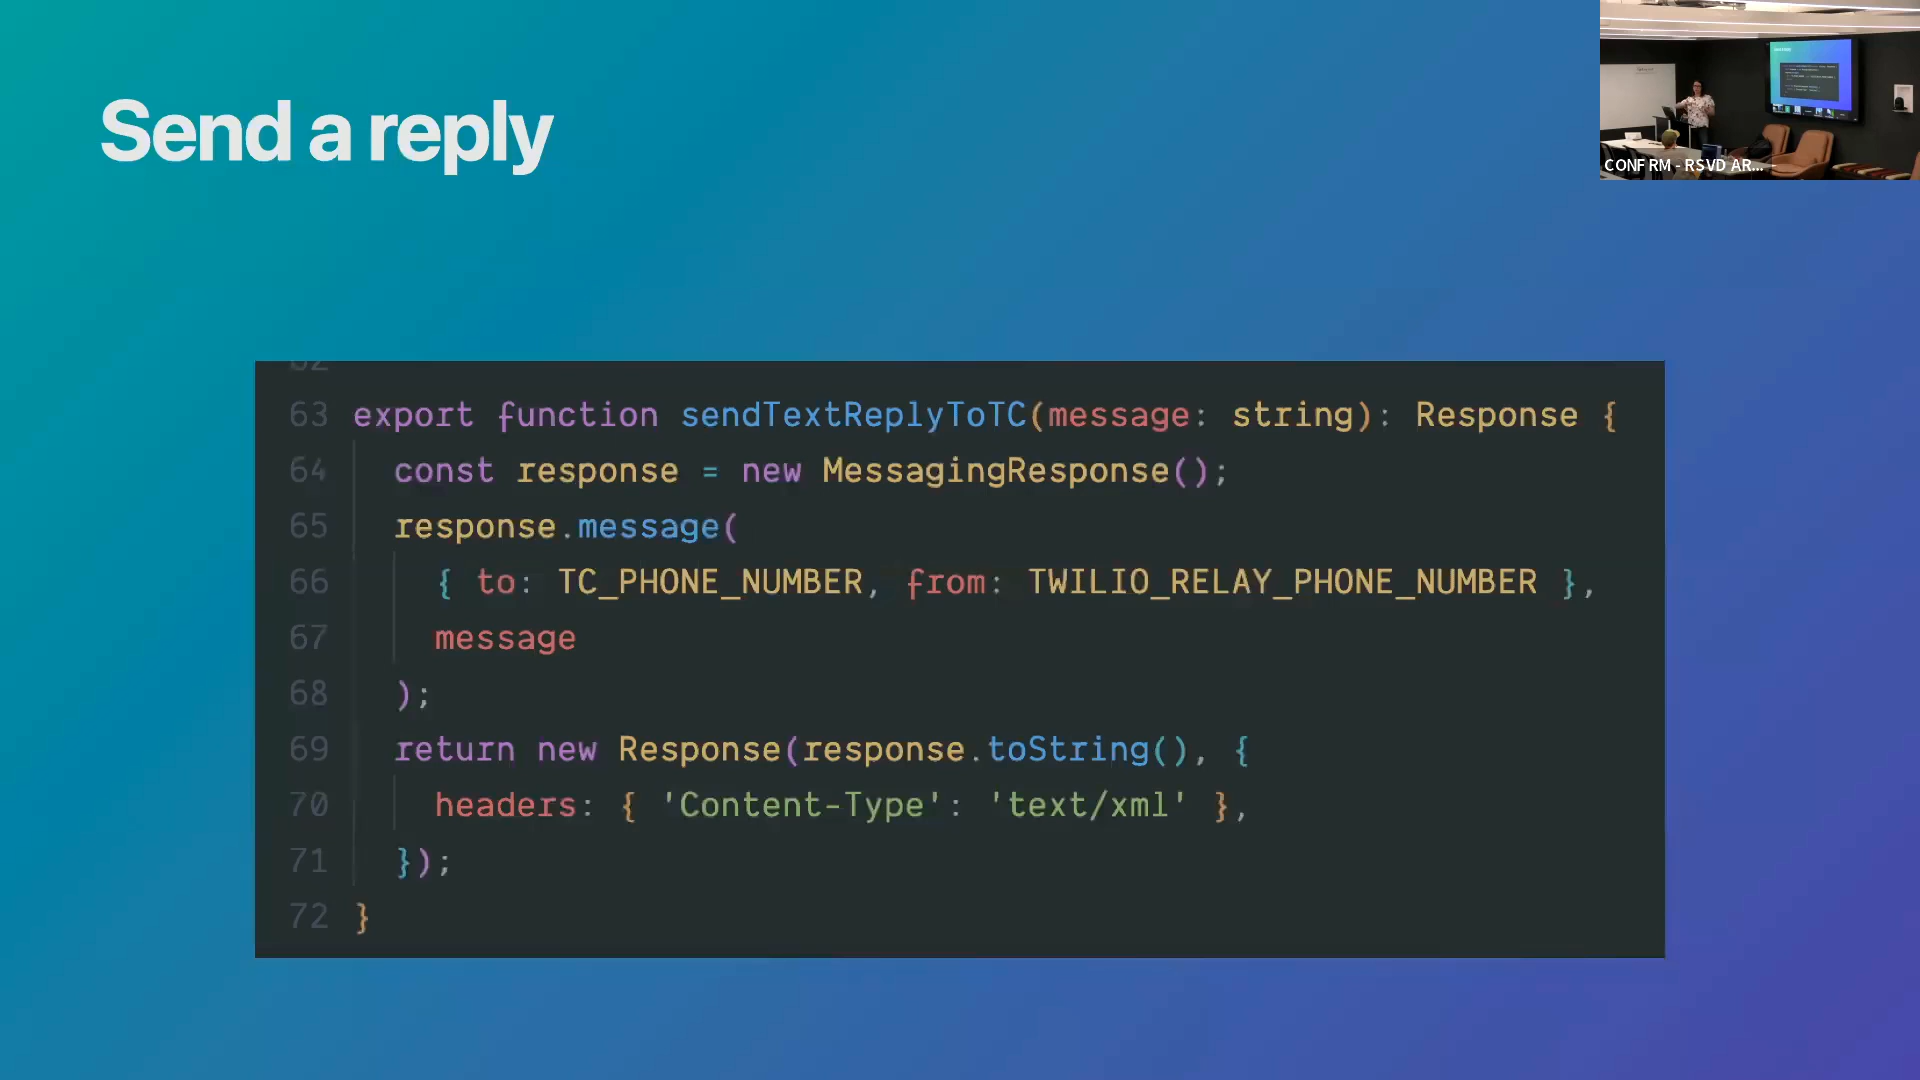 Send a reply
CONFIRM - RSVD AR...
62
63 export function sendTextReplyToTC(message: string): Response {
64 const response = new MessagingResponse();
65 response.message(
66 { to: TC_PHONE_NUMBER, from: TWILIO_RELAY_PHONE_NUMBER },
67 message
68 );
69 return new Response(response.toString(), {
70 headers: { 'Content-Type': 'text/xml' },
71 });
72 }